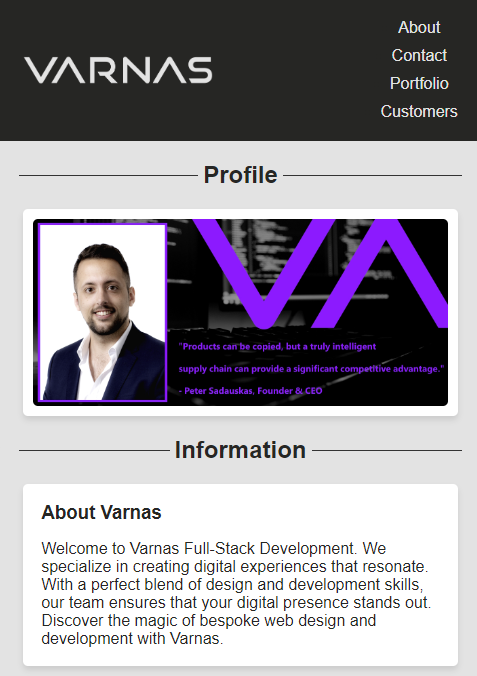 VARNAS
About
Contact
Portfolio
Customers
Profile
VA
"Products can be copied, but a truly intelligent
supply chain can provide a significant competitive advantage."
- Peter Sadauskas, Founder & CEO
Information
About Varnas
Welcome to Varnas Full-Stack Development. We
specialize in creating digital experiences that resonate.
With a perfect blend of design and development skills,
our team ensures that your digital presence stands out.
Discover the magic of bespoke web design and
development with Varnas.